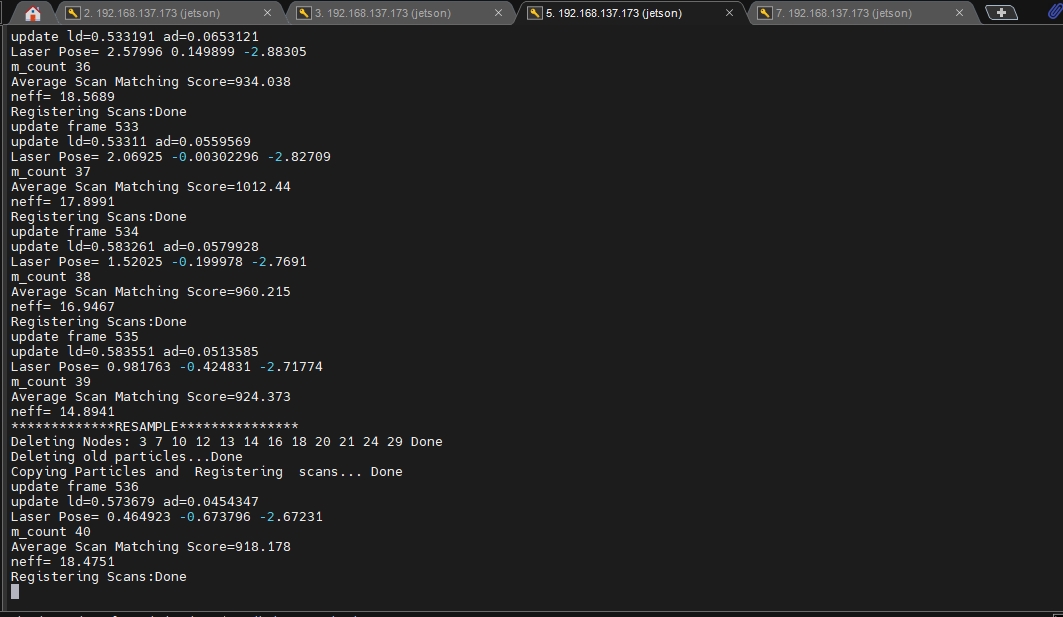 2. 192.168.137.173 (jetson)
3. 192.168.137.173 (jetson)
5. 192.168.137.173 (jetson)
7. 192.168.137.173 (jetson)
update ld=0.533191 ad=0.0653121
Laser Pose= 2.57996 0.149899 -2.88305
m_count 36
Average Scan Matching Score=934.038
neff= 18.5689
Registering Scans:Done
update frame 533
update ld=0.53311 ad=0.0559569
Laser Pose= 2.06925 -0.00302296 -2.82709
m_count 37
Average Scan Matching Score=1012.44
neff= 17.8991
Registering Scans:Done
update frame 534
update ld=0.583261 ad=0.0579928
Laser Pose= 1.52025 -0.199978 -2.7691
m_count 38
Average Scan Matching Score=960.215
neff= 16.9467
Registering Scans:Done
update frame 535
update ld=0.583551 ad=0.0513585
Laser Pose= 0.981763 -0.424831 -2.71774
m_count 39
Average Scan Matching Score=924.373
neff= 14.8941
*************RESAMPLE***************
Deleting Nodes: 3 7 10 12 13 14 16 18 20 21 24 29 Done
Deleting old particles...Done
Copying Particles and  Registering  scans... Done
update frame 536
update ld=0.573679 ad=0.0454347
Laser Pose= 0.464923 -0.673796 -2.67231
m_count 40
Average Scan Matching Score=918.178
neff= 18.4751
Registering Scans:Done